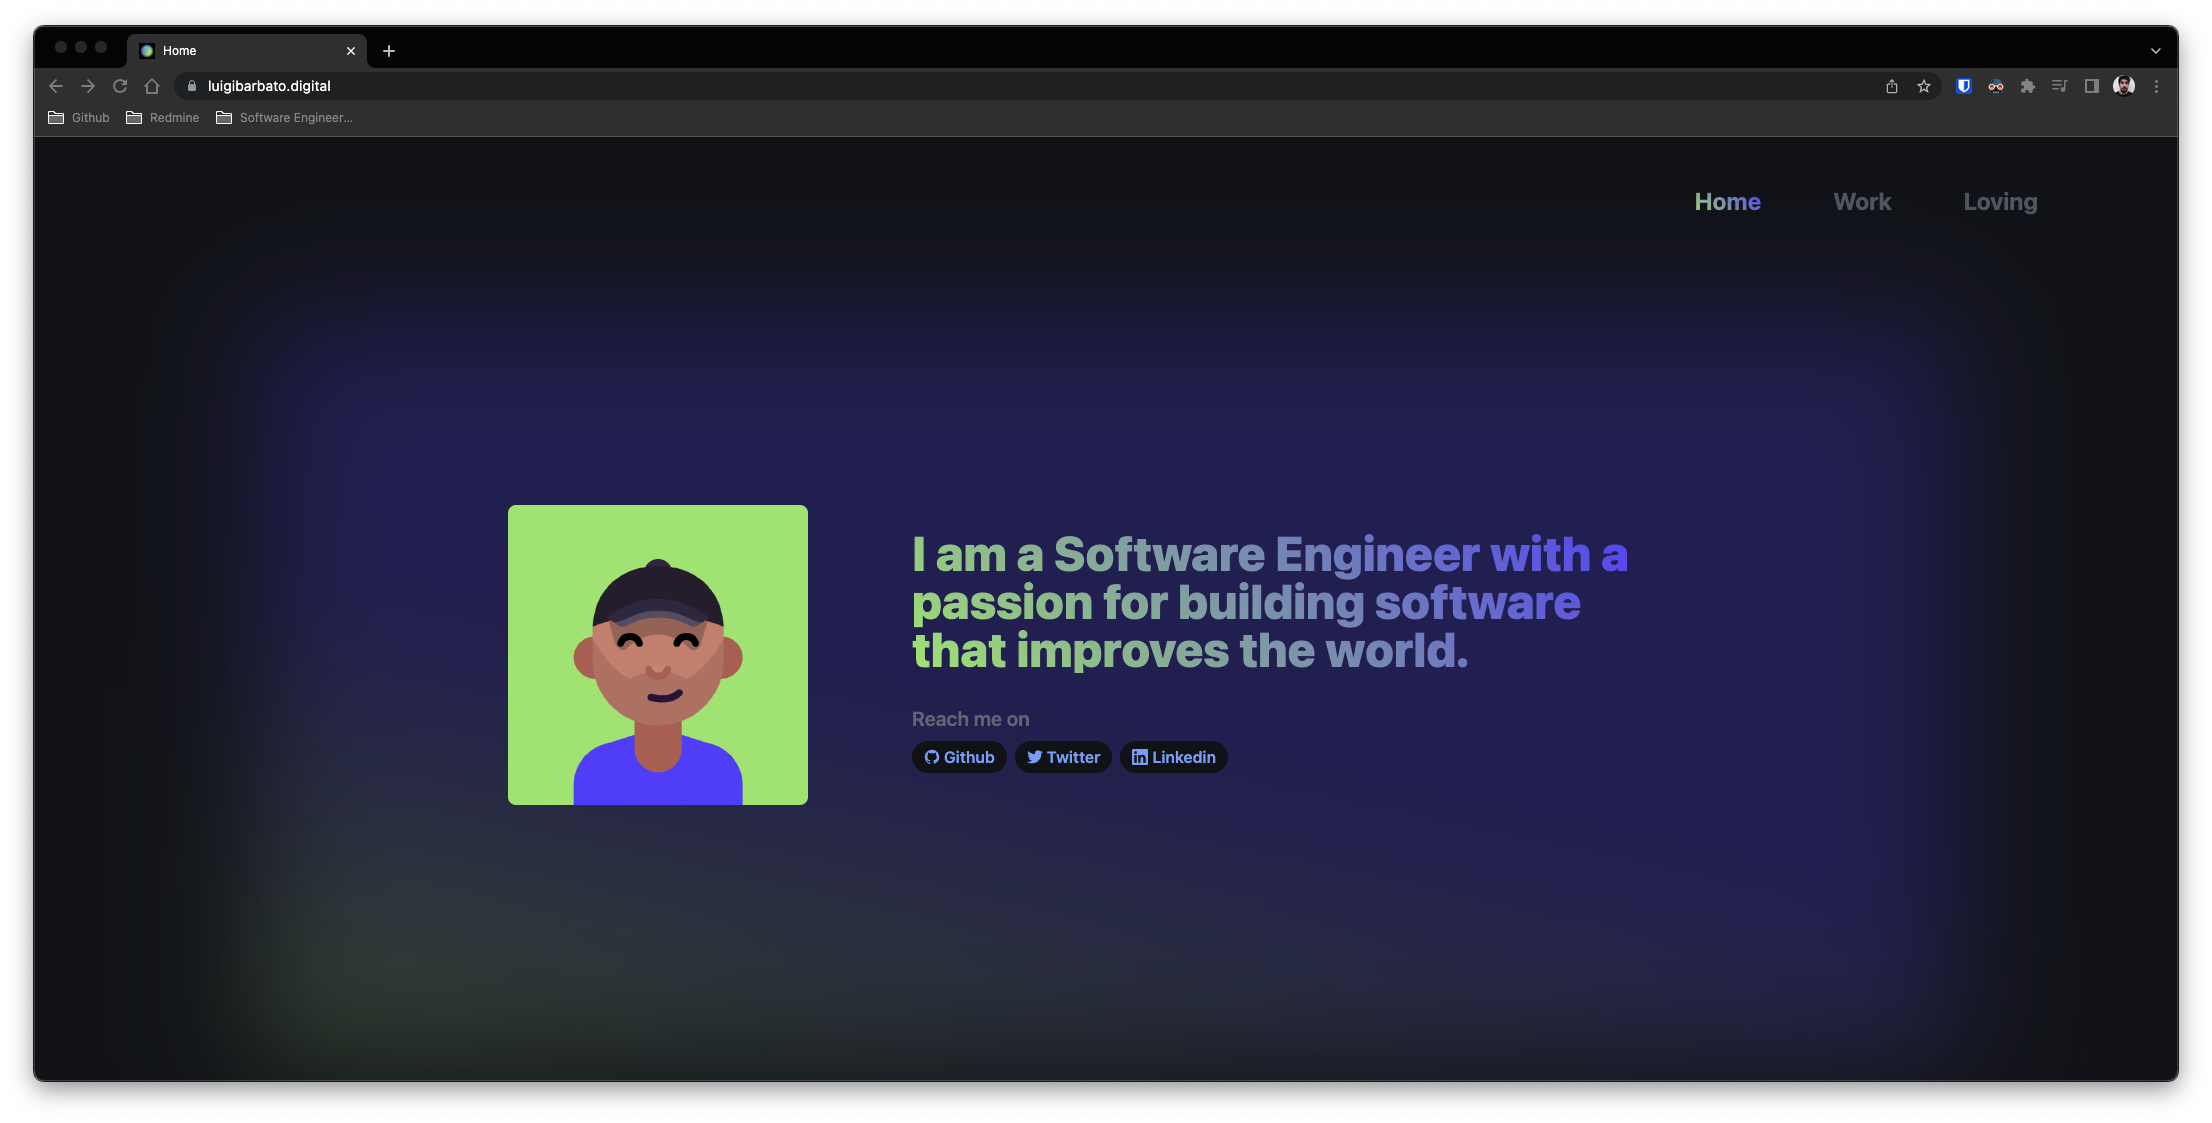 Home
luigibarbato.digital
Github Redmine Software Engineer...
Home Work Loving
I am a Software Engineer with a
passion for building software
that improves the world.
Reach me on
Github Twitter Linkedin